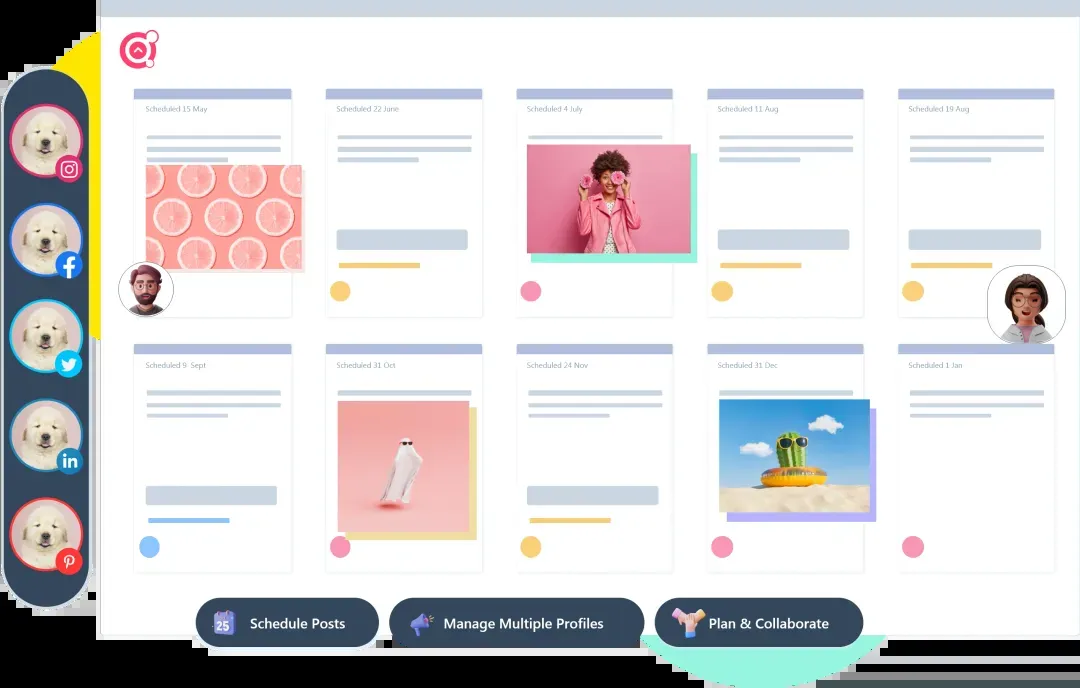 Scheduled 15 May
Scheduled 22 June
Scheduled 4 July
Scheduled 11 Aug
Scheduled 19 Aug
Scheduled 9 Sept
Scheduled 31 Oct
Scheduled 24 Nov
Scheduled 31 Dec
Scheduled 1 Jan
in
25
Schedule Posts
Manage Multiple Profiles
Plan & Collaborate